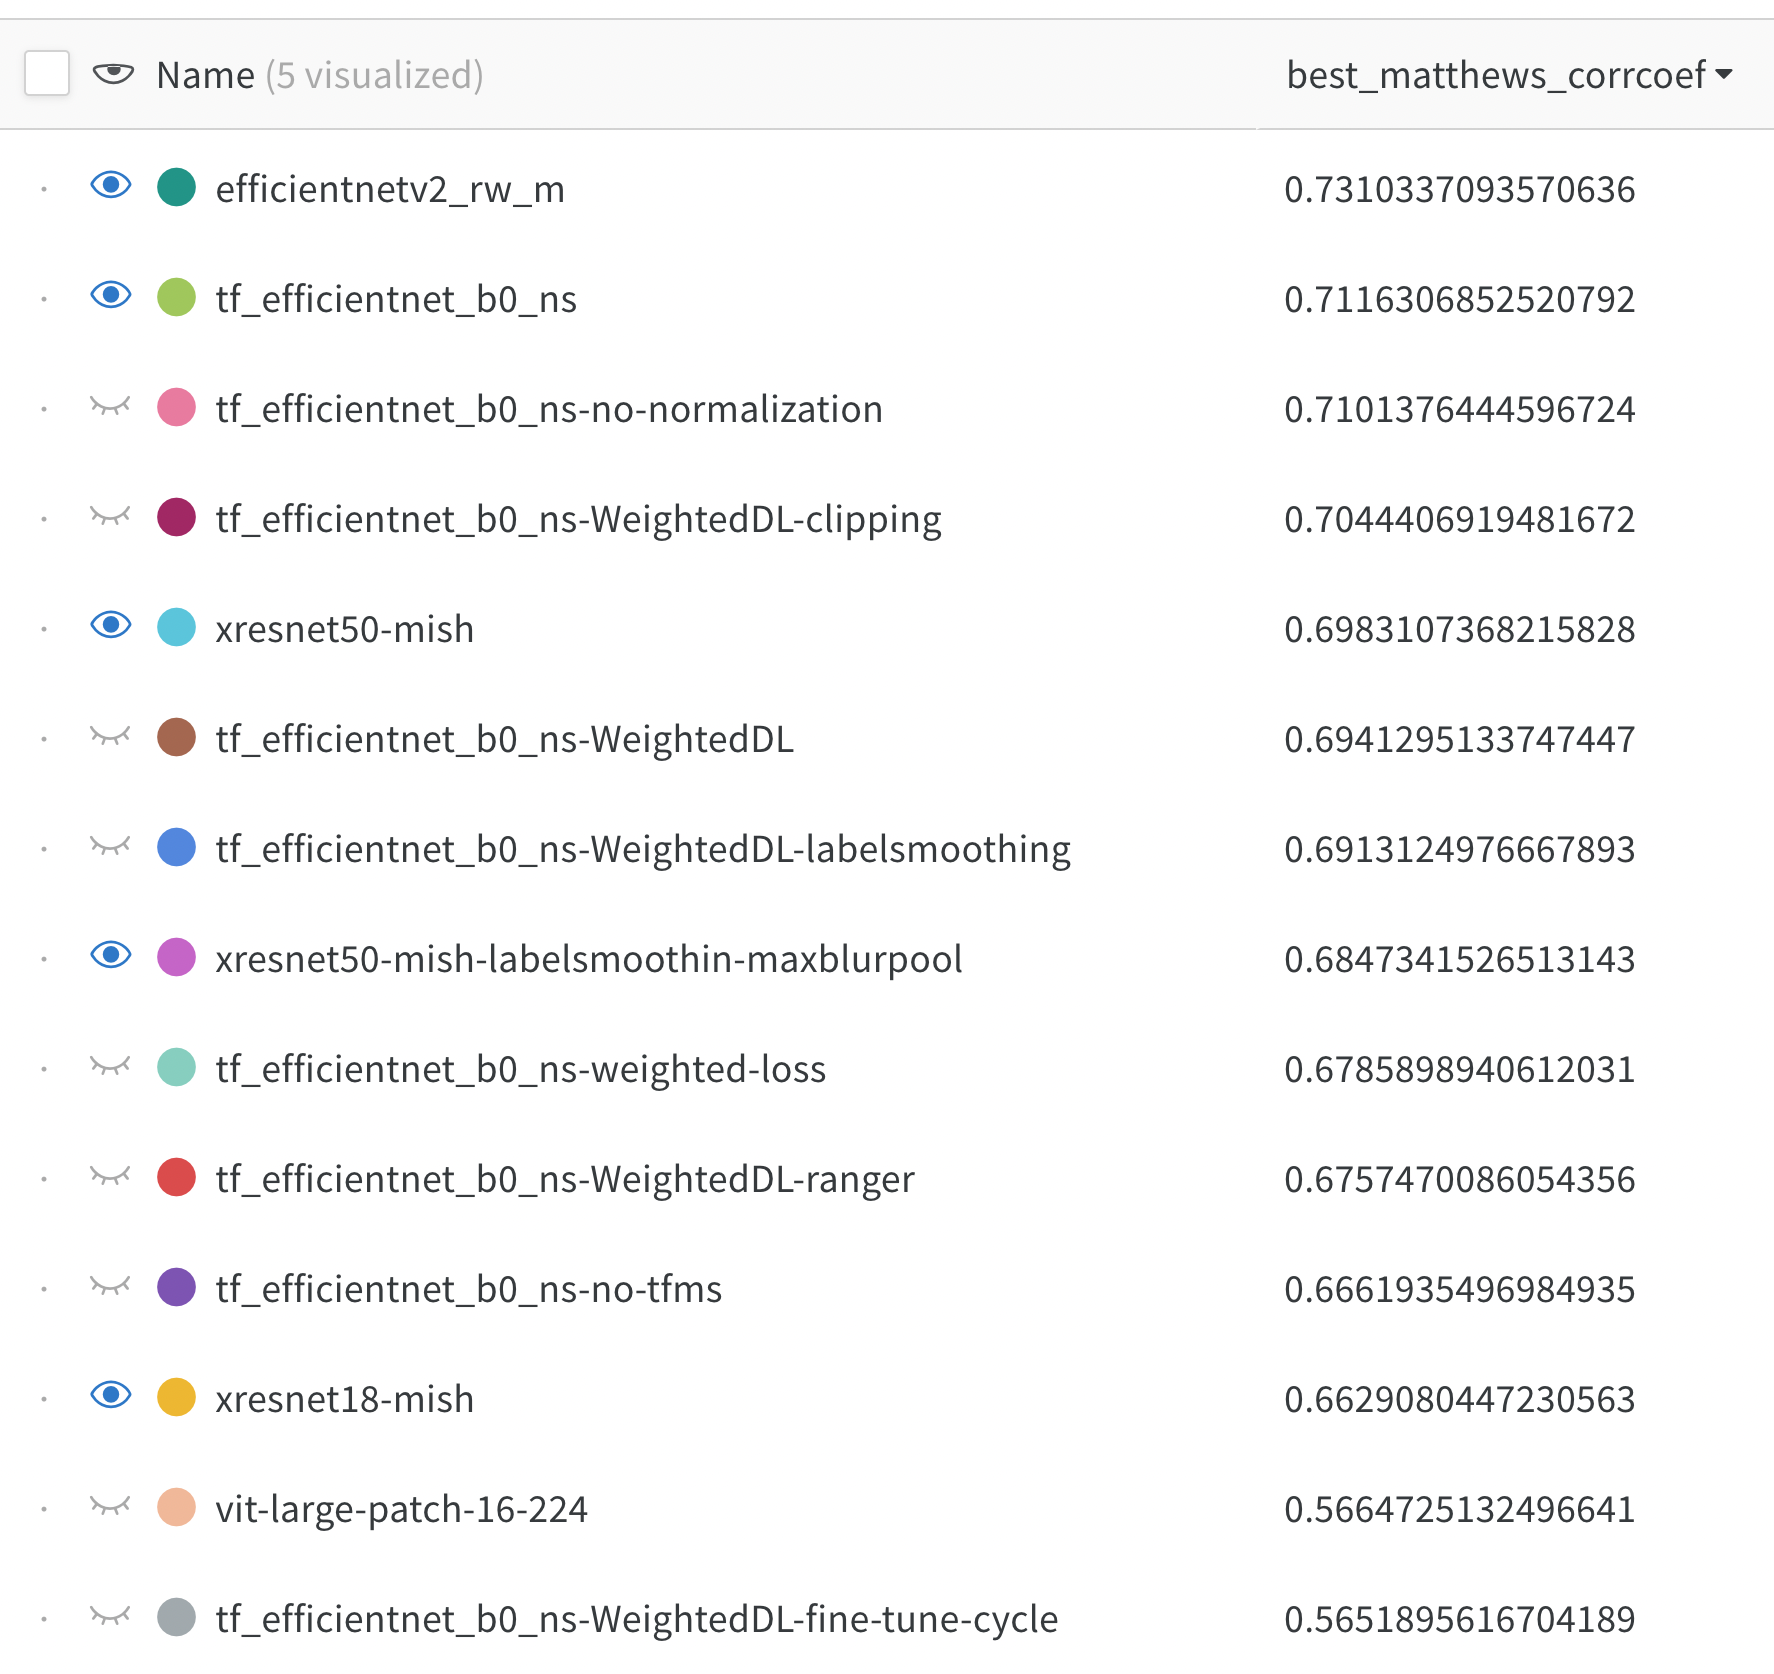 Name (5 visualized) best_matthews_corrcoef
efficientnetv2_rw_m 0.7310337093570636
tf_efficientnet_b0_ns 0.7116306852520792
tf_efficientnet_b0_ns-no-normalization 0.7101376444596724
tf_efficientnet_b0_ns-WeightedDL-clipping 0.7044406919481672
xresnet50-mish 0.6983107368215828
tf_efficientnet_b0_ns-WeightedDL 0.6941295133747447
tf_efficientnet_b0_ns-WeightedDL-labelsmoothing 0.6913124976667893
xresnet50-mish-labelsmoothin-maxblurpool 0.6847341526513143
tf_efficientnet_b0_ns-weighted-loss 0.6785898940612031
tf_efficientnet_b0_ns-WeightedDL-ranger 0.6757470086054356
tf_efficientnet_b0_ns-no-tfms 0.6661935496984935
xresnet18-mish 0.6629080447230563
vit-large-patch-16-224 0.5664725132496641
tf_efficientnet_b0_ns-WeightedDL-fine-tune-cycle 0.5651895616704189